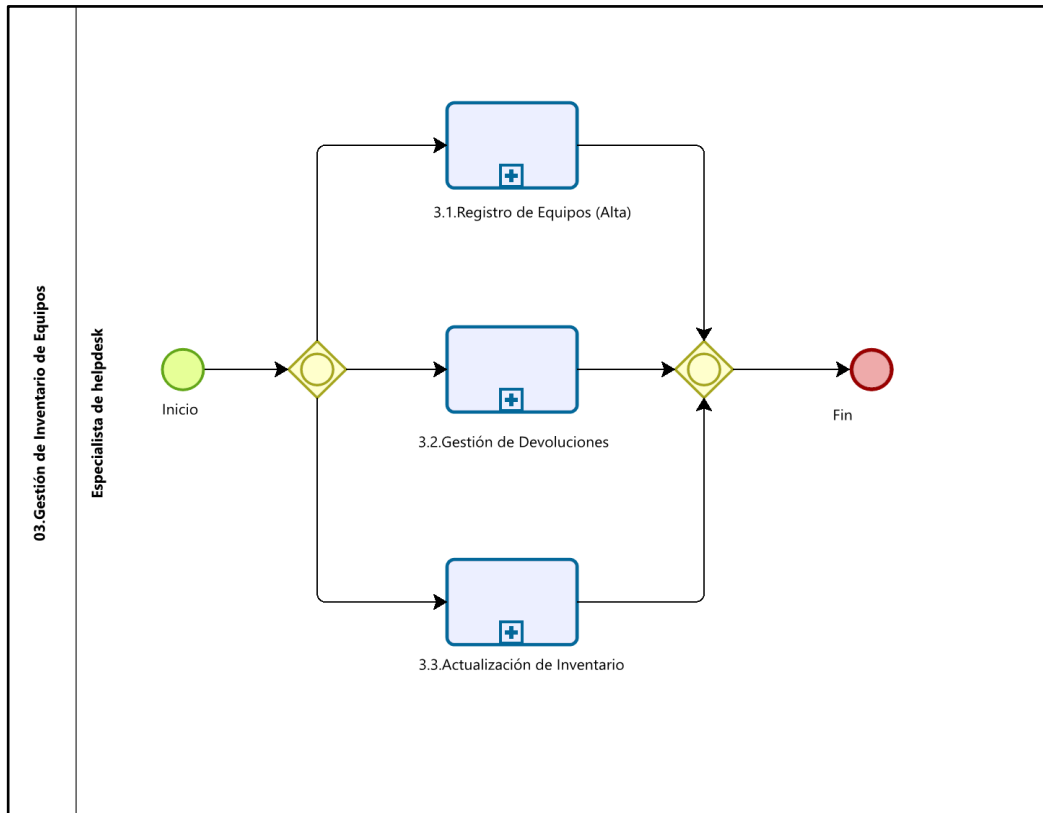 03.Gestión de Inventario de Equipos
Especialista de helpdesk
Inicio
3.1.Registro de Equipos (Alta)
3.2.Gestión de Devoluciones
3.3.Actualización de Inventario
Fin